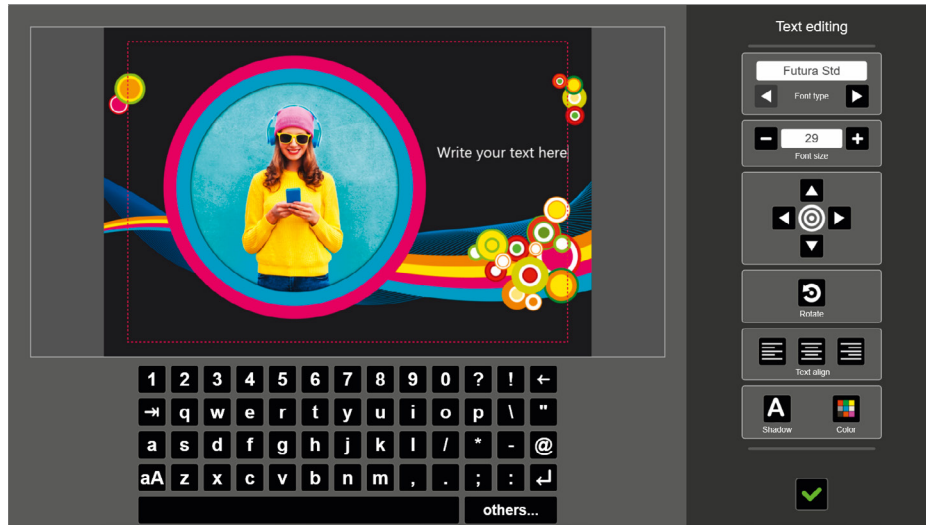 Text editing
Futura Std
Font type
29
Font size
Write your text here
Rotate
Text align
Shadow
Color
1 2 3 4 5 6 7 8 9 0 ? !
q w e r t y u i o p \ "
a s d f g h j k l / * - @
aA z x c v b n m , . ; :
others...